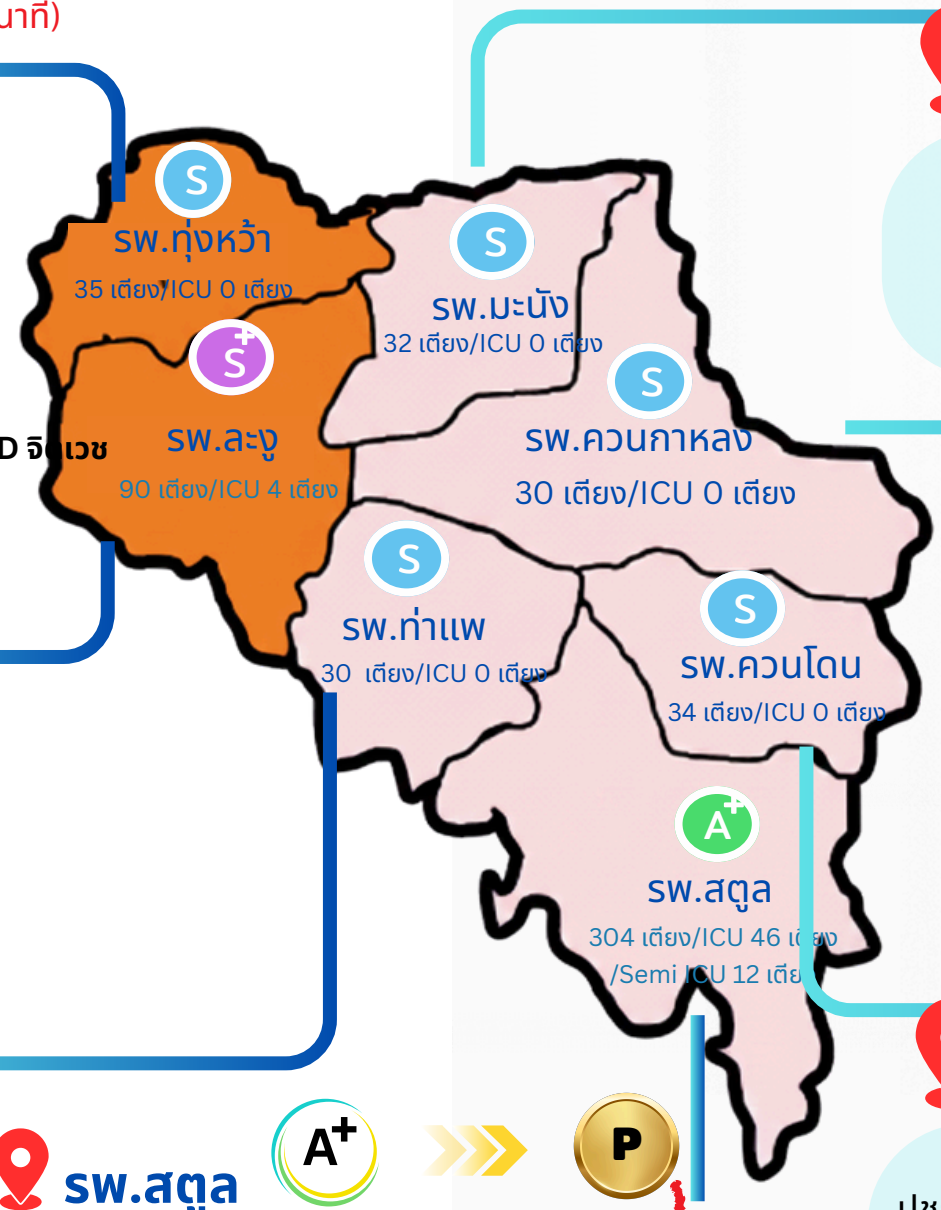 นาที)
S
รพ.ทุ่งหว้า
35 เตียง/ICU 0 เตียง
S
รพ.มะนัง
32 เตียง/ICU 0 เตียง
S+
รพ.ละงู
90 เตียง/ICU 4 เตียง
D จิตเวช
S
รพ.ควนกาหลง
30 เตียง/ICU 0 เตียง
S
รพ.ท่าแพ
30 เตียง/ICU 0 เตียง
S
รพ.ควนโดน
34 เตียง/ICU 0 เตียง
A+
รพ.สตูล
304 เตียง/ICU 46 เตียง
/Semi ICU 12 เตียง
A+
P
รพ.สตูล
ปช